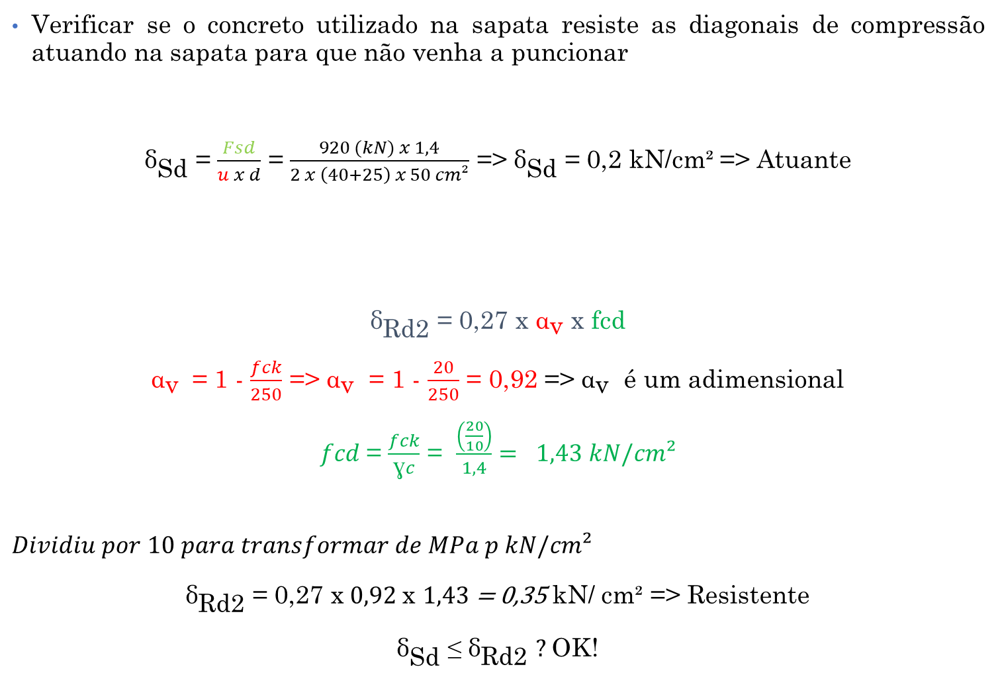 • Verificar se o concreto utilizado na sapata resiste as diagonais de compressão
atuando na sapata para que não venha a puncionar
δSd = Fsd / u x d = 920 (kN) x 1,4 / 2 x (40+25) x 50 cm² => δSd = 0,2 kN/cm² => Atuante
δRd2 = 0,27 x αv x fcd
αv = 1 - fck / 250 => αv = 1 - 20 / 250 = 0,92 => αv é um adimensional
fcd = fck / Ɣc = (20 / 10) / 1,4 = 1,43 kN/cm²
Dividiu por 10 para transformar de MPa p kN/cm²
δRd2 = 0,27 x 0,92 x 1,43 = 0,35 kN/ cm² => Resistente
δSd ≤ δRd2 ? OK!